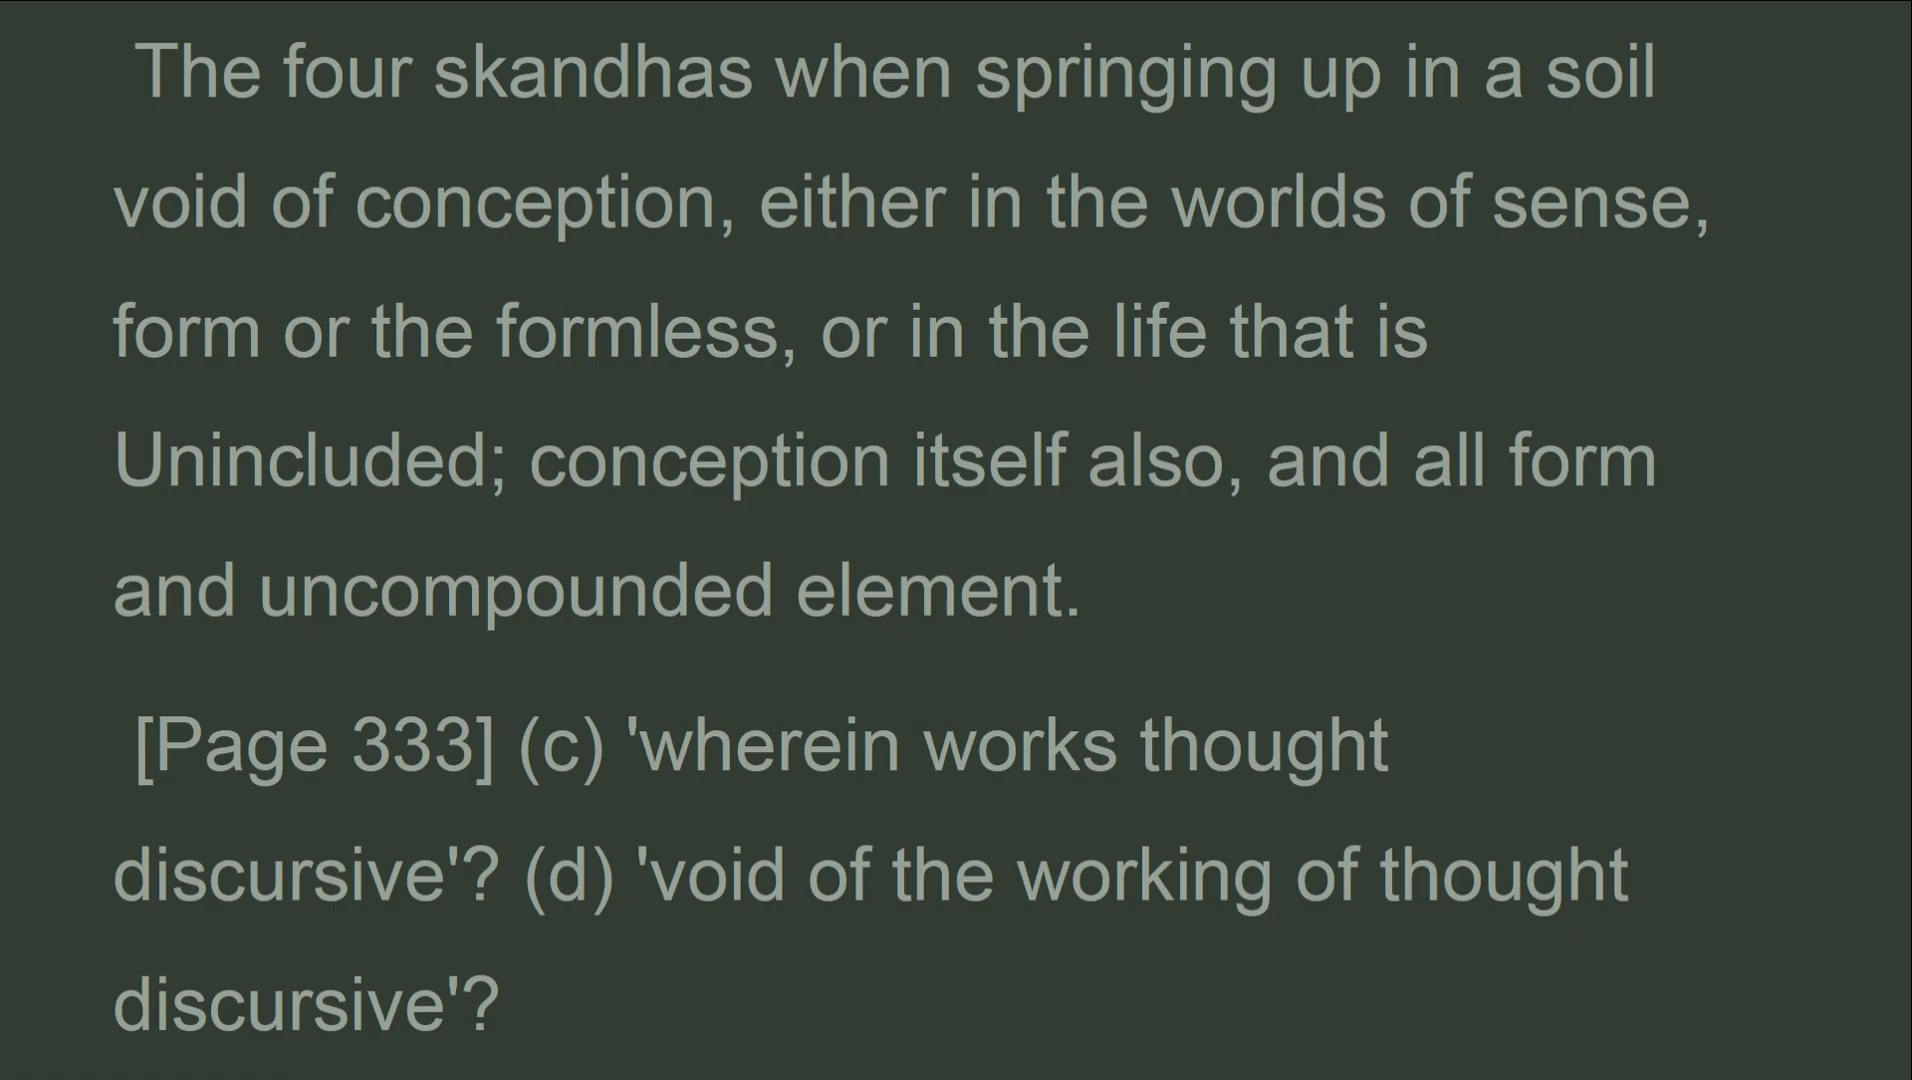 The four skandhas when springing up in a soil
void of conception, either in the worlds of sense,
form or the formless, or in the life that is
Unincluded; conception itself also, and all form
and uncompounded element.
[Page 333] (c) 'wherein works thought
discursive'? (d) 'void of the working of thought
discursive'?